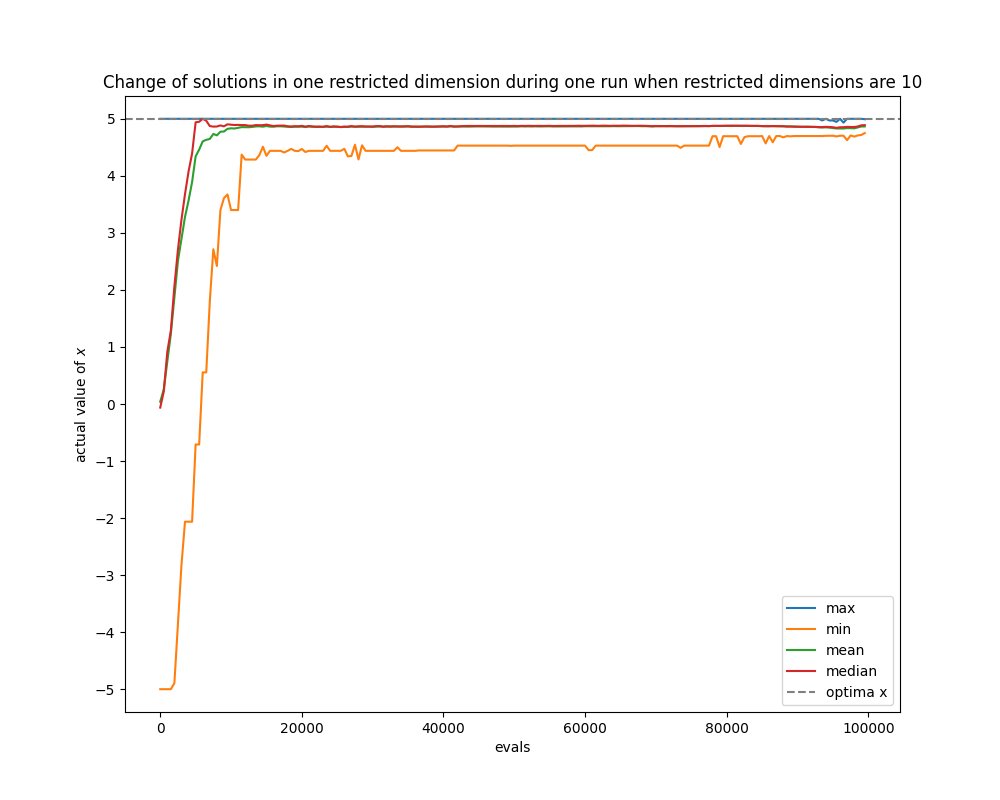 Change of solutions in one restricted dimension during one run when restricted dimensions are 10
actual value of x
5
4
3
2
1
0
−1
−2
−3
−4
−5
max
min
mean
median
optima x
0
20000
40000
60000
80000
100000
evals